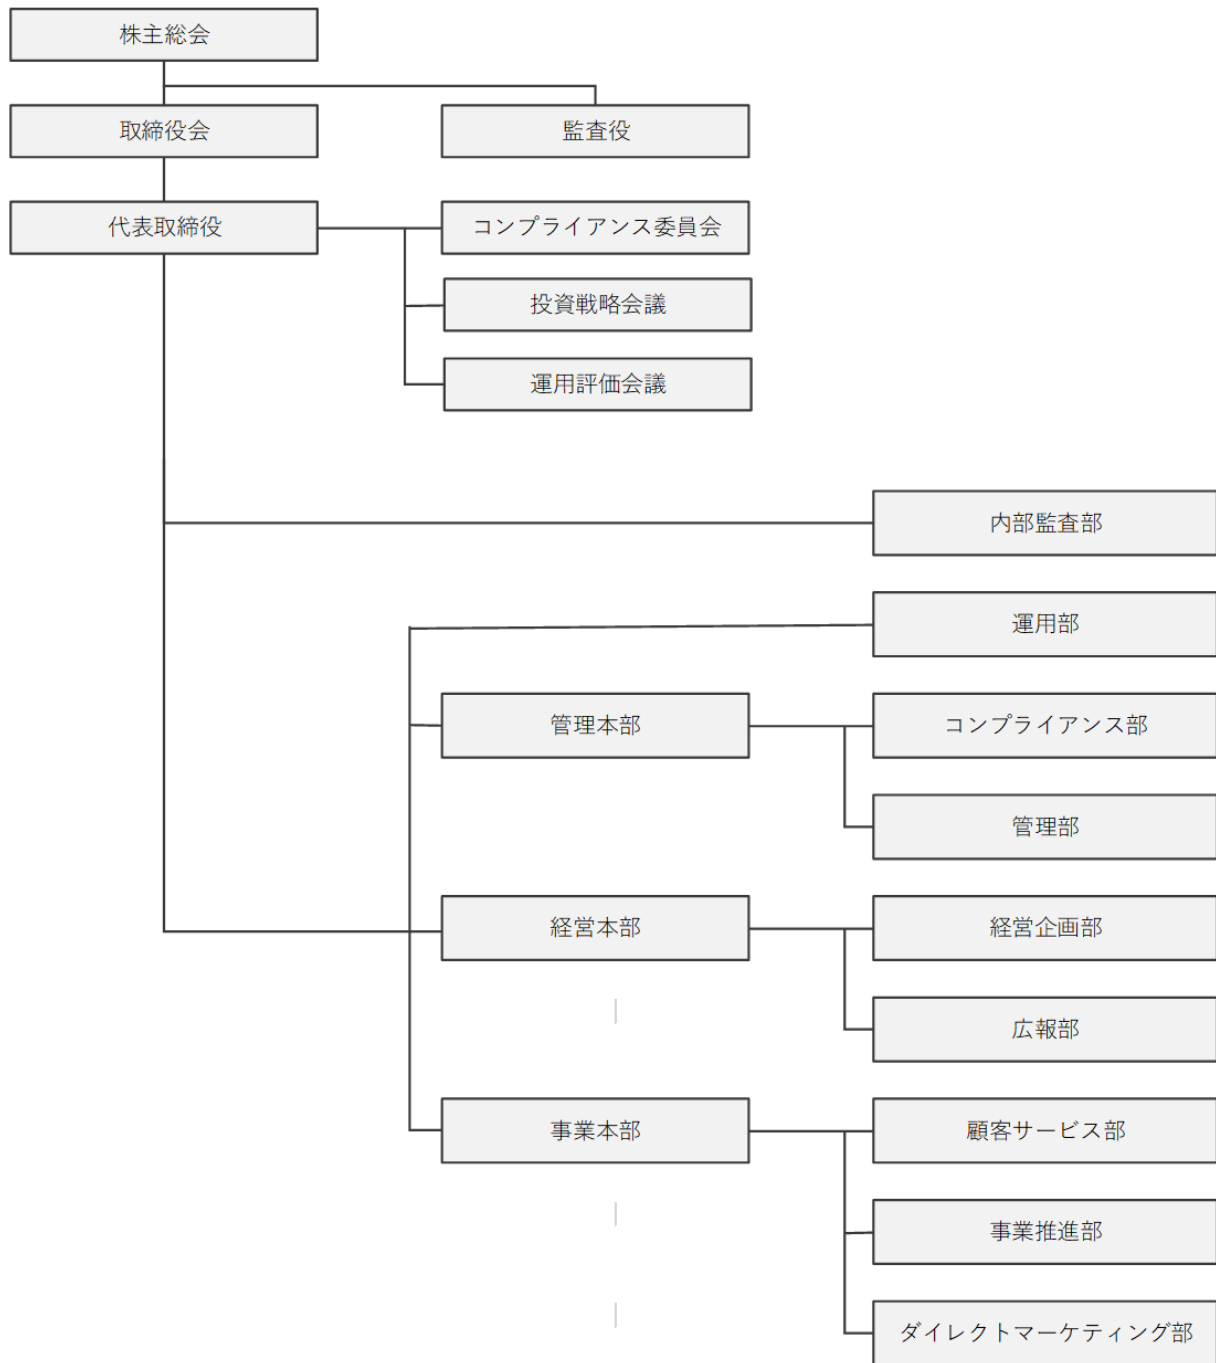 株主総会
取締役会
監査役
代表取締役
コンプライアンス委員会
投資戦略会議
運用評価会議
内部監査部
運用部
管理本部
コンプライアンス部
管理部
経営本部
経営企画部
広報部
事業本部
顧客サービス部
事業推進部
ダイレクトマーケティング部